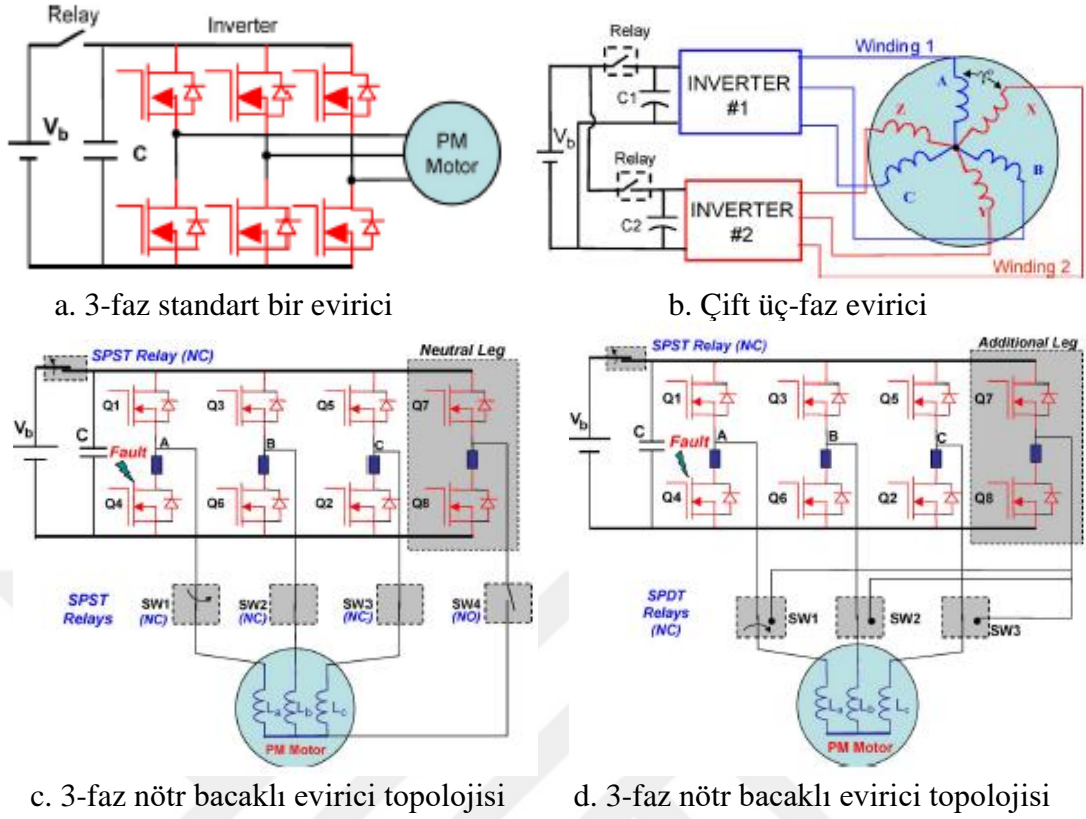 Relay
Inverter
Vb
C
PM
Motor
Relay
C1
INVERTER
#1
Winding 1
A
γ°
X
Z
B
C
Y
Vb
Relay
C2
INVERTER
#2
Winding 2
a. 3-faz standart bir evirici
b. Çift üç-faz evirici
SPST Relay (NC)
Neutral Leg
Q1
Q3
Q5
Q7
Vb
C
Fault
A
B
C
Q4
Q6
Q2
Q8
SPST
Relays
SW1
(NC)
SW2
(NC)
SW3
(NC)
SW4
(NO)
La
Lb
Lc
PM Motor
SPST Relay (NC)
Additional Leg
Q1
Q3
Q5
Q7
Vb
C
Fault
A
B
C
Q4
Q6
Q2
Q8
SPDT
Relays
(NC)
SW1
SW2
SW3
La
Lb
Lc
PM Motor
c. 3-faz nötr bacaklı evirici topolojisi
d. 3-faz nötr bacaklı evirici topolojisi